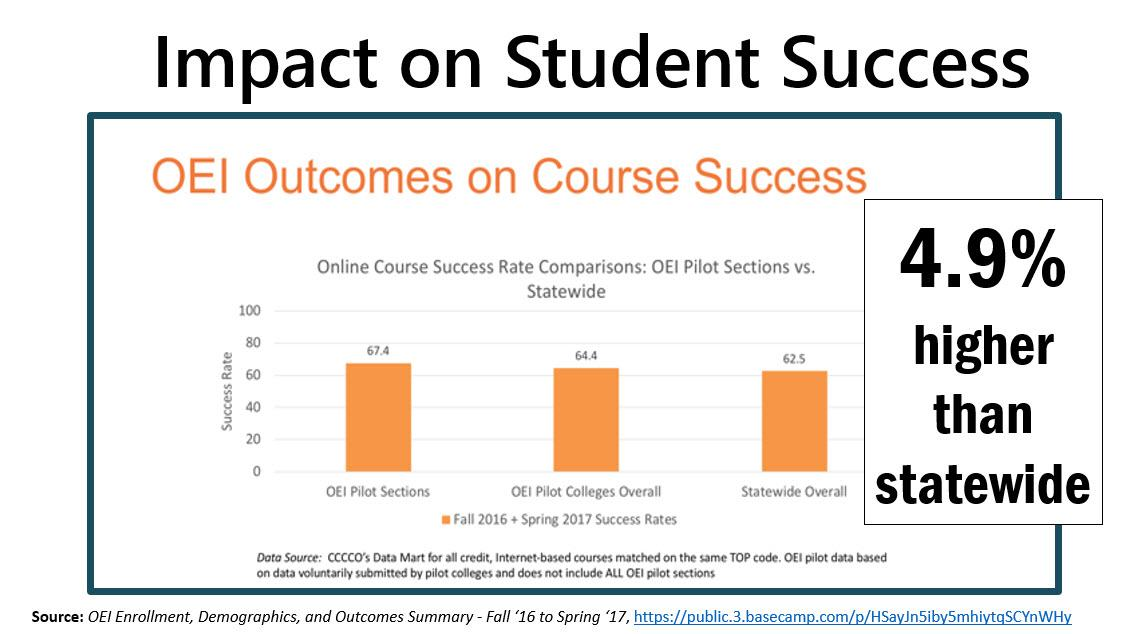 Impact on Student Success
OEI Outcomes on Course Success
4.9%
higher
than
statewide
Online Course Success Rate Comparisons: OEI Pilot Sections vs.
Statewide
Success Rate
100
80
60
40
20
0
67.4
64.4
62.5
OEI Pilot Sections
OEI Pilot Colleges Overall
Statewide Overall
Fall 2016 + Spring 2017 Success Rates
Data Source: CCCCO's Data Mart for all credit, Internet-based courses matched on the same TOP code. OEI pilot data based
on data voluntarily submitted by pilot colleges and does not include ALL OEI pilot sections
Source: OEI Enrollment, Demographics, and Outcomes Summary - Fall ‘16 to Spring ‘17, https://public.3.basecamp.com/p/HSayJn5iby5mhiytqSCYnWHy